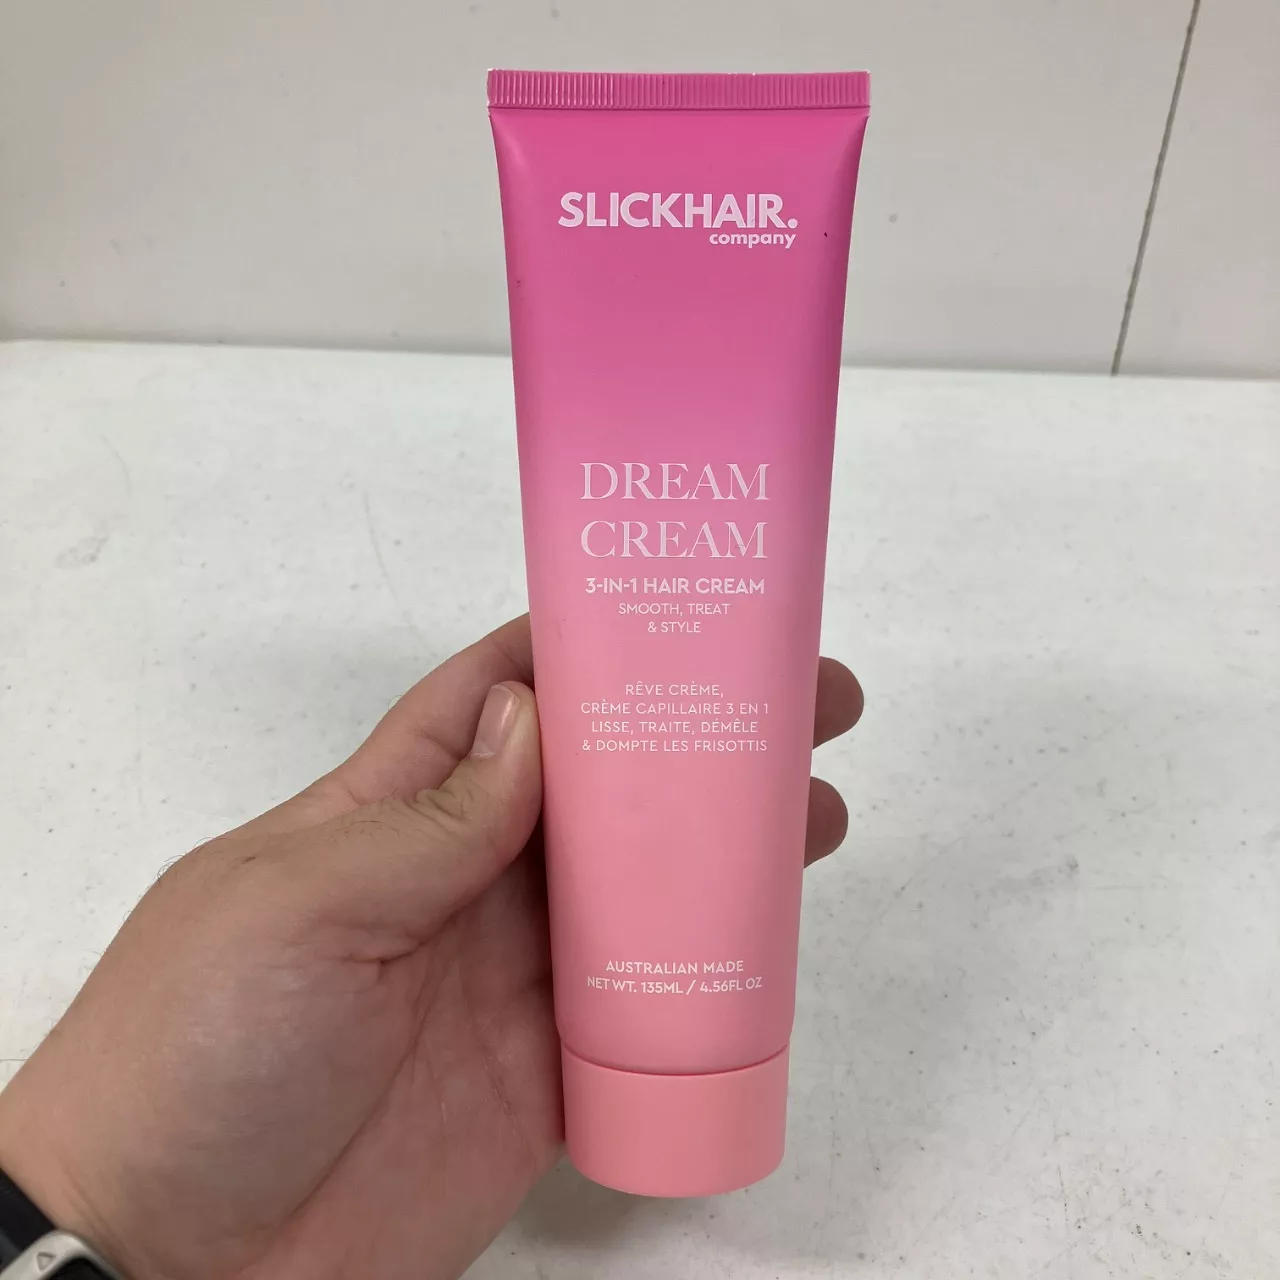 SLICKHAIR.
company
DREAM
CREAM
3-IN-1 HAIR CREAM
SMOOTH, TREAT
& STYLE
RÊVE CRÈME,
CRÈME CAPILLAIRE 3 EN 1
LISSE, TRAITE, DÉMÊLE
& DOMPTE LES FRISOTTIS
AUSTRALIAN MADE
NET WT. 135ML / 4.56FL OZ